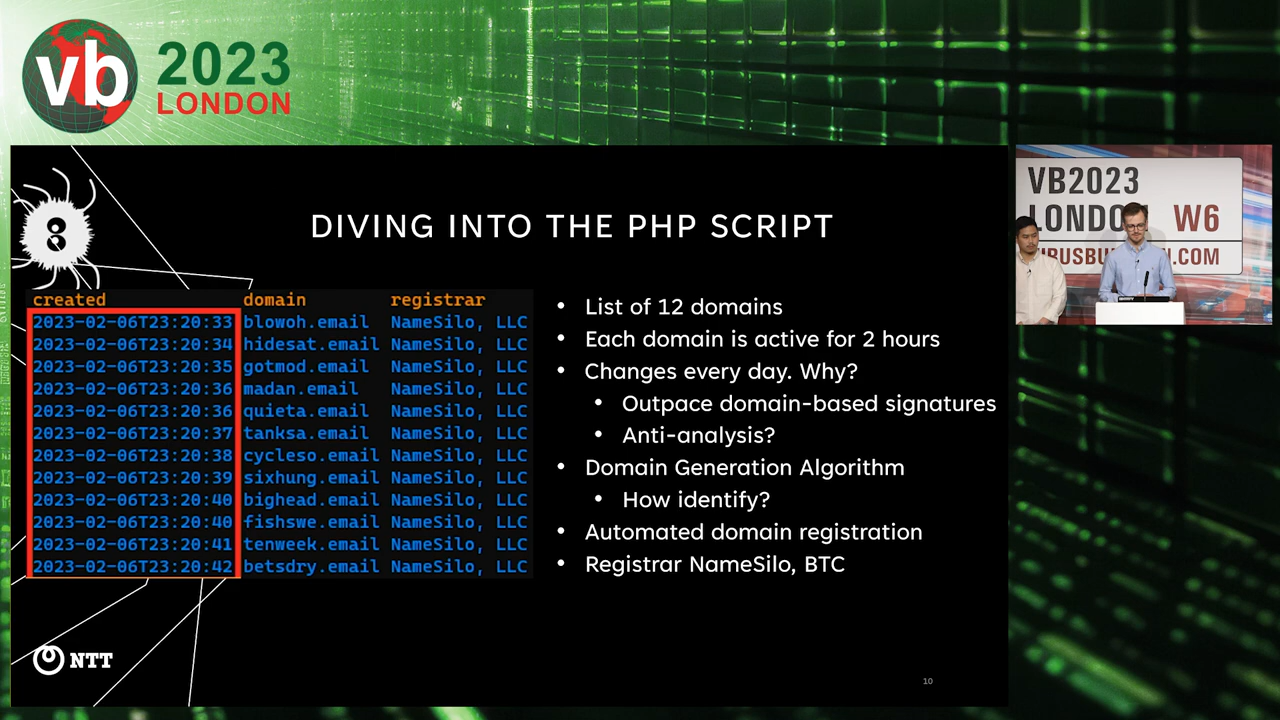 vb 2023
LONDON
DIVING INTO THE PHP SCRIPT
8
created domain registrar
2023-02-06T23:20:33 blowoh.email NameSilo, LLC
2023-02-06T23:20:34 hidesat.email NameSilo, LLC
2023-02-06T23:20:35 gotmod.email NameSilo, LLC
2023-02-06T23:20:36 madan.email NameSilo, LLC
2023-02-06T23:20:36 quieta.email NameSilo, LLC
2023-02-06T23:20:37 tanksa.email NameSilo, LLC
2023-02-06T23:20:38 cycleso.email NameSilo, LLC
2023-02-06T23:20:39 sixhung.email NameSilo, LLC
2023-02-06T23:20:40 bighead.email NameSilo, LLC
2023-02-06T23:20:40 fishswe.email NameSilo, LLC
2023-02-06T23:20:41 tenweek.email NameSilo, LLC
2023-02-06T23:20:42 betsdry.email NameSilo, LLC
• List of 12 domains
• Each domain is active for 2 hours
• Changes every day. Why?
• Outpace domain-based signatures
• Anti-analysis?
• Domain Generation Algorithm
• How identify?
• Automated domain registration
• Registrar NameSilo, BTC
NTT
10
VB2023
W6